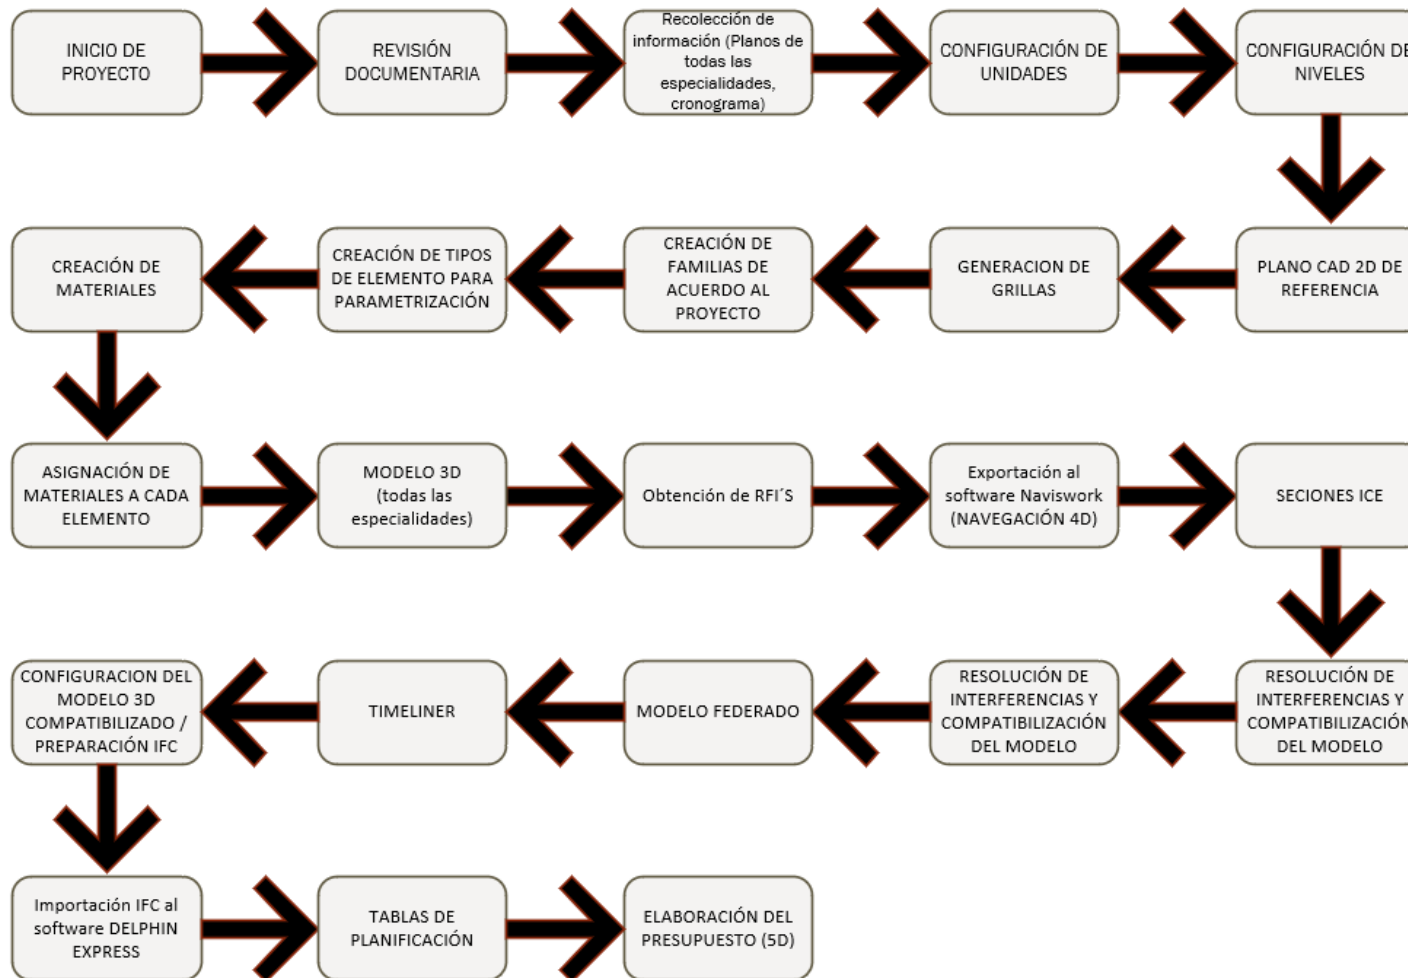 INICIO DE
PROYECTO
REVISIÓN
DOCUMENTARIA
Recolección de
información (Planos de
todas las
especialidades,
cronograma)
CONFIGURACIÓN DE
UNIDADES
CONFIGURACIÓN DE
NIVELES
PLANO CAD 2D DE
REFERENCIA
GENERACION DE
GRILLAS
CREACIÓN DE
FAMILIAS DE
ACUERDO AL
PROYECTO
CREACIÓN DE TIPOS
DE ELEMENTO PARA
PARAMETRIZACIÓN
CREACIÓN DE
MATERIALES
ASIGNACIÓN DE
MATERIALES A CADA
ELEMENTO
MODELO 3D
(todas las
especialidades)
Obtención de RFI´S
Exportación al
software Naviswork
(NAVEGACIÓN 4D)
SECIONES ICE
RESOLUCIÓN DE
INTERFERENCIAS Y
COMPATIBILIZACIÓN
DEL MODELO
RESOLUCIÓN DE
INTERFERENCIAS Y
COMPATIBILIZACIÓN
DEL MODELO
MODELO FEDERADO
TIMELINER
CONFIGURACION DEL
MODELO 3D
COMPATIBILIZADO /
PREPARACIÓN IFC
Importación IFC al
software DELPHIN
EXPRESS
TABLAS DE
PLANIFICACIÓN
ELABORACIÓN DEL
PRESUPUESTO (5D)